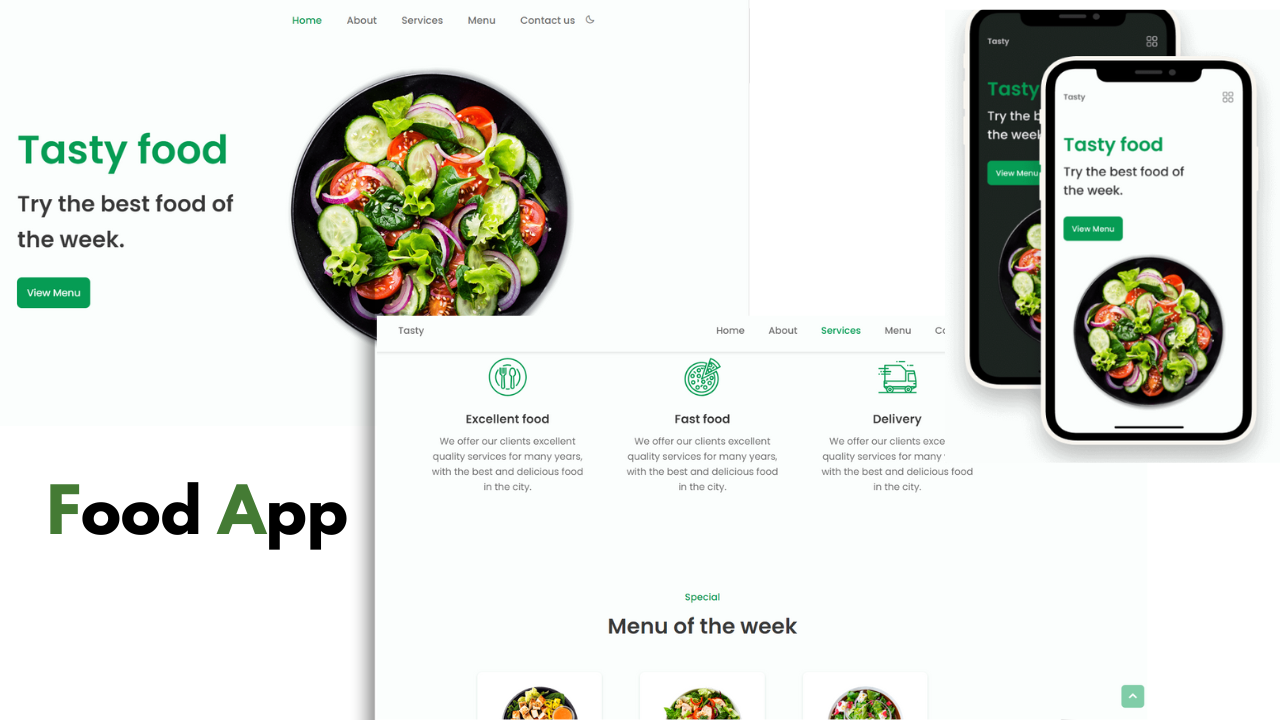 Home About Services Menu Contact us
Tasty food
Try the best food of
the week.
View Menu
Tasty
Tasty
Try the b
the week
View Menu
Tasty
Tasty food
Try the best food of
the week.
View Menu
Tasty Home About Services Menu Co
Excellent food Fast food Delivery
We offer our clients excellent We offer our clients excellent We offer our clients exce
quality services for many years, quality services for many years, quality services for many
with the best and delicious food with the best and delicious food with the best and delicious food
in the city. in the city. in the city.
Food App
Special
Menu of the week